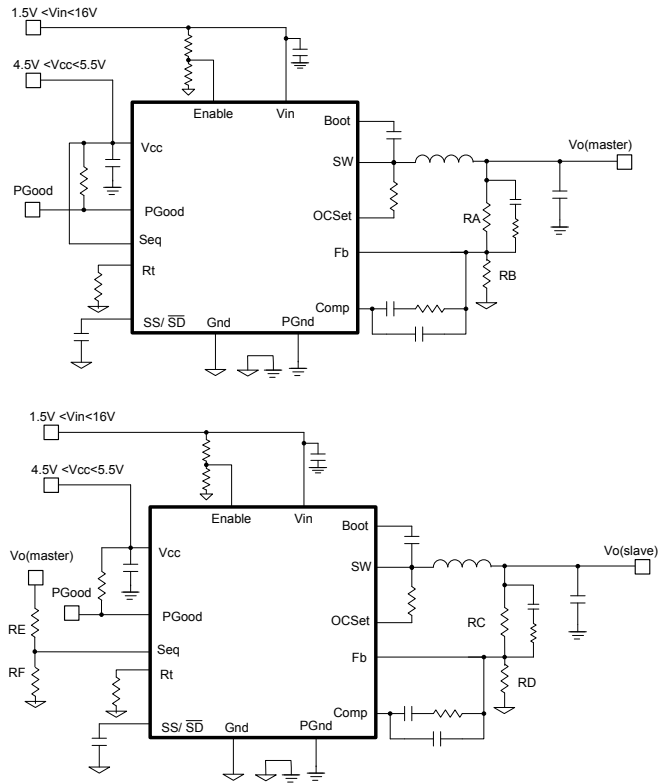 1.5V <Vin<16V
4.5V <Vcc<5.5V
Enable
Vin
Boot
Vcc
SW
Vo(master)
PGood
PGood
OCSet
RA
Seq
Fb
Rt
RB
Comp
SS/ SD
Gnd
PGnd
1.5V <Vin<16V
4.5V <Vcc<5.5V
Enable
Vin
Boot
Vo(master)
Vcc
SW
Vo(slave)
PGood
PGood
OCSet
RE
RC
Seq
Fb
RF
Rt
RD
Comp
SS/ SD
Gnd
PGnd